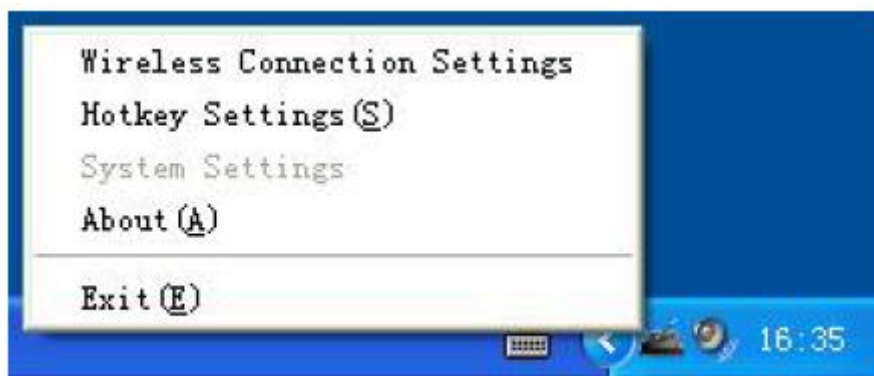 Wireless Connection Settings
Hotkey Settings(S)
System Settings
About(A)
Exit(E)
16:35